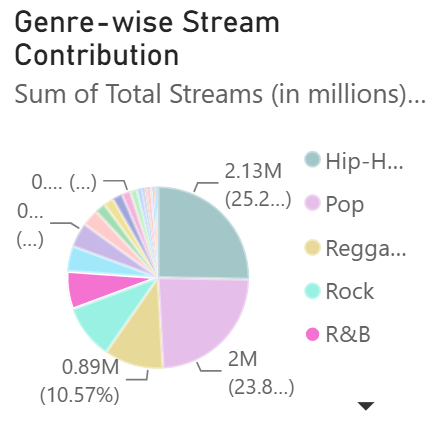 Genre-wise Stream
Contribution
Sum of Total Streams (in millions)...
0.... (...)
0...
(...)
2.13M
(25.2...)
0.89M
(10.57%)
2M
(23.8...)
Hip-H...
Pop
Regga...
Rock
R&B